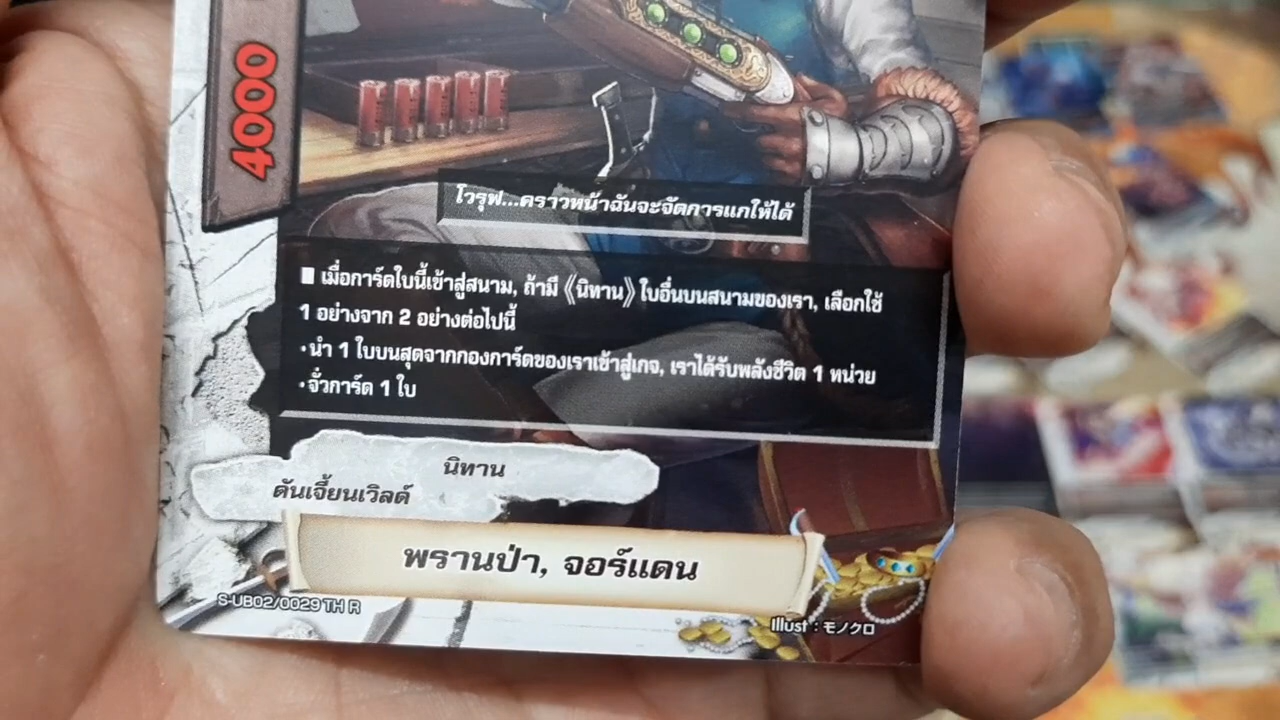 4000
โวรุฟ...คราวหน้าฉันจะจัดการแกให้ได้
■ เมื่อการ์ดใบนี้เข้าสู่สนาม, ถ้ามี《นิทาน》ใบอื่นบนสนามของเรา, เลือกใช้
1 อย่างจาก 2 อย่างต่อไปนี้
•นำ 1 ใบบนสุดจากกองการ์ดของเราเข้าสู่เกจ, เราได้รับพลังชีวิต 1 หน่วย
•จั่วการ์ด 1 ใบ
นิทาน
ดันเจี้ยนเวิลด์
พรานป่า, จอร์แดน
S-UB02/0029 TH R
Illust : モノクロ